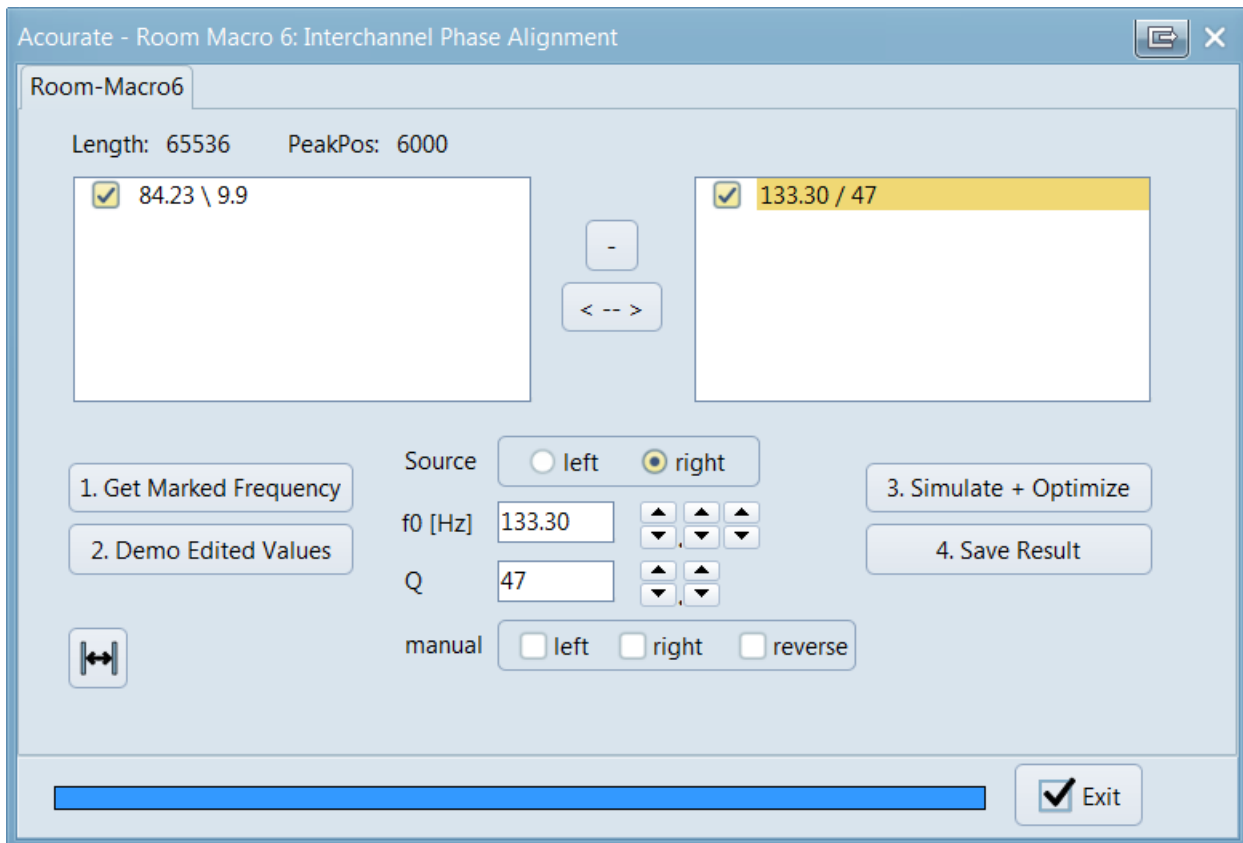 Acourate - Room Macro 6: Interchannel Phase Alignment
Room-Macro6
Length: 65536 PeakPos: 6000
84.23 \ 9.9
-
< -- >
133.30 / 47
1. Get Marked Frequency
2. Demo Edited Values
Source left right
f0 [Hz] 133.30
Q 47
manual left right reverse
3. Simulate + Optimize
4. Save Result
Exit